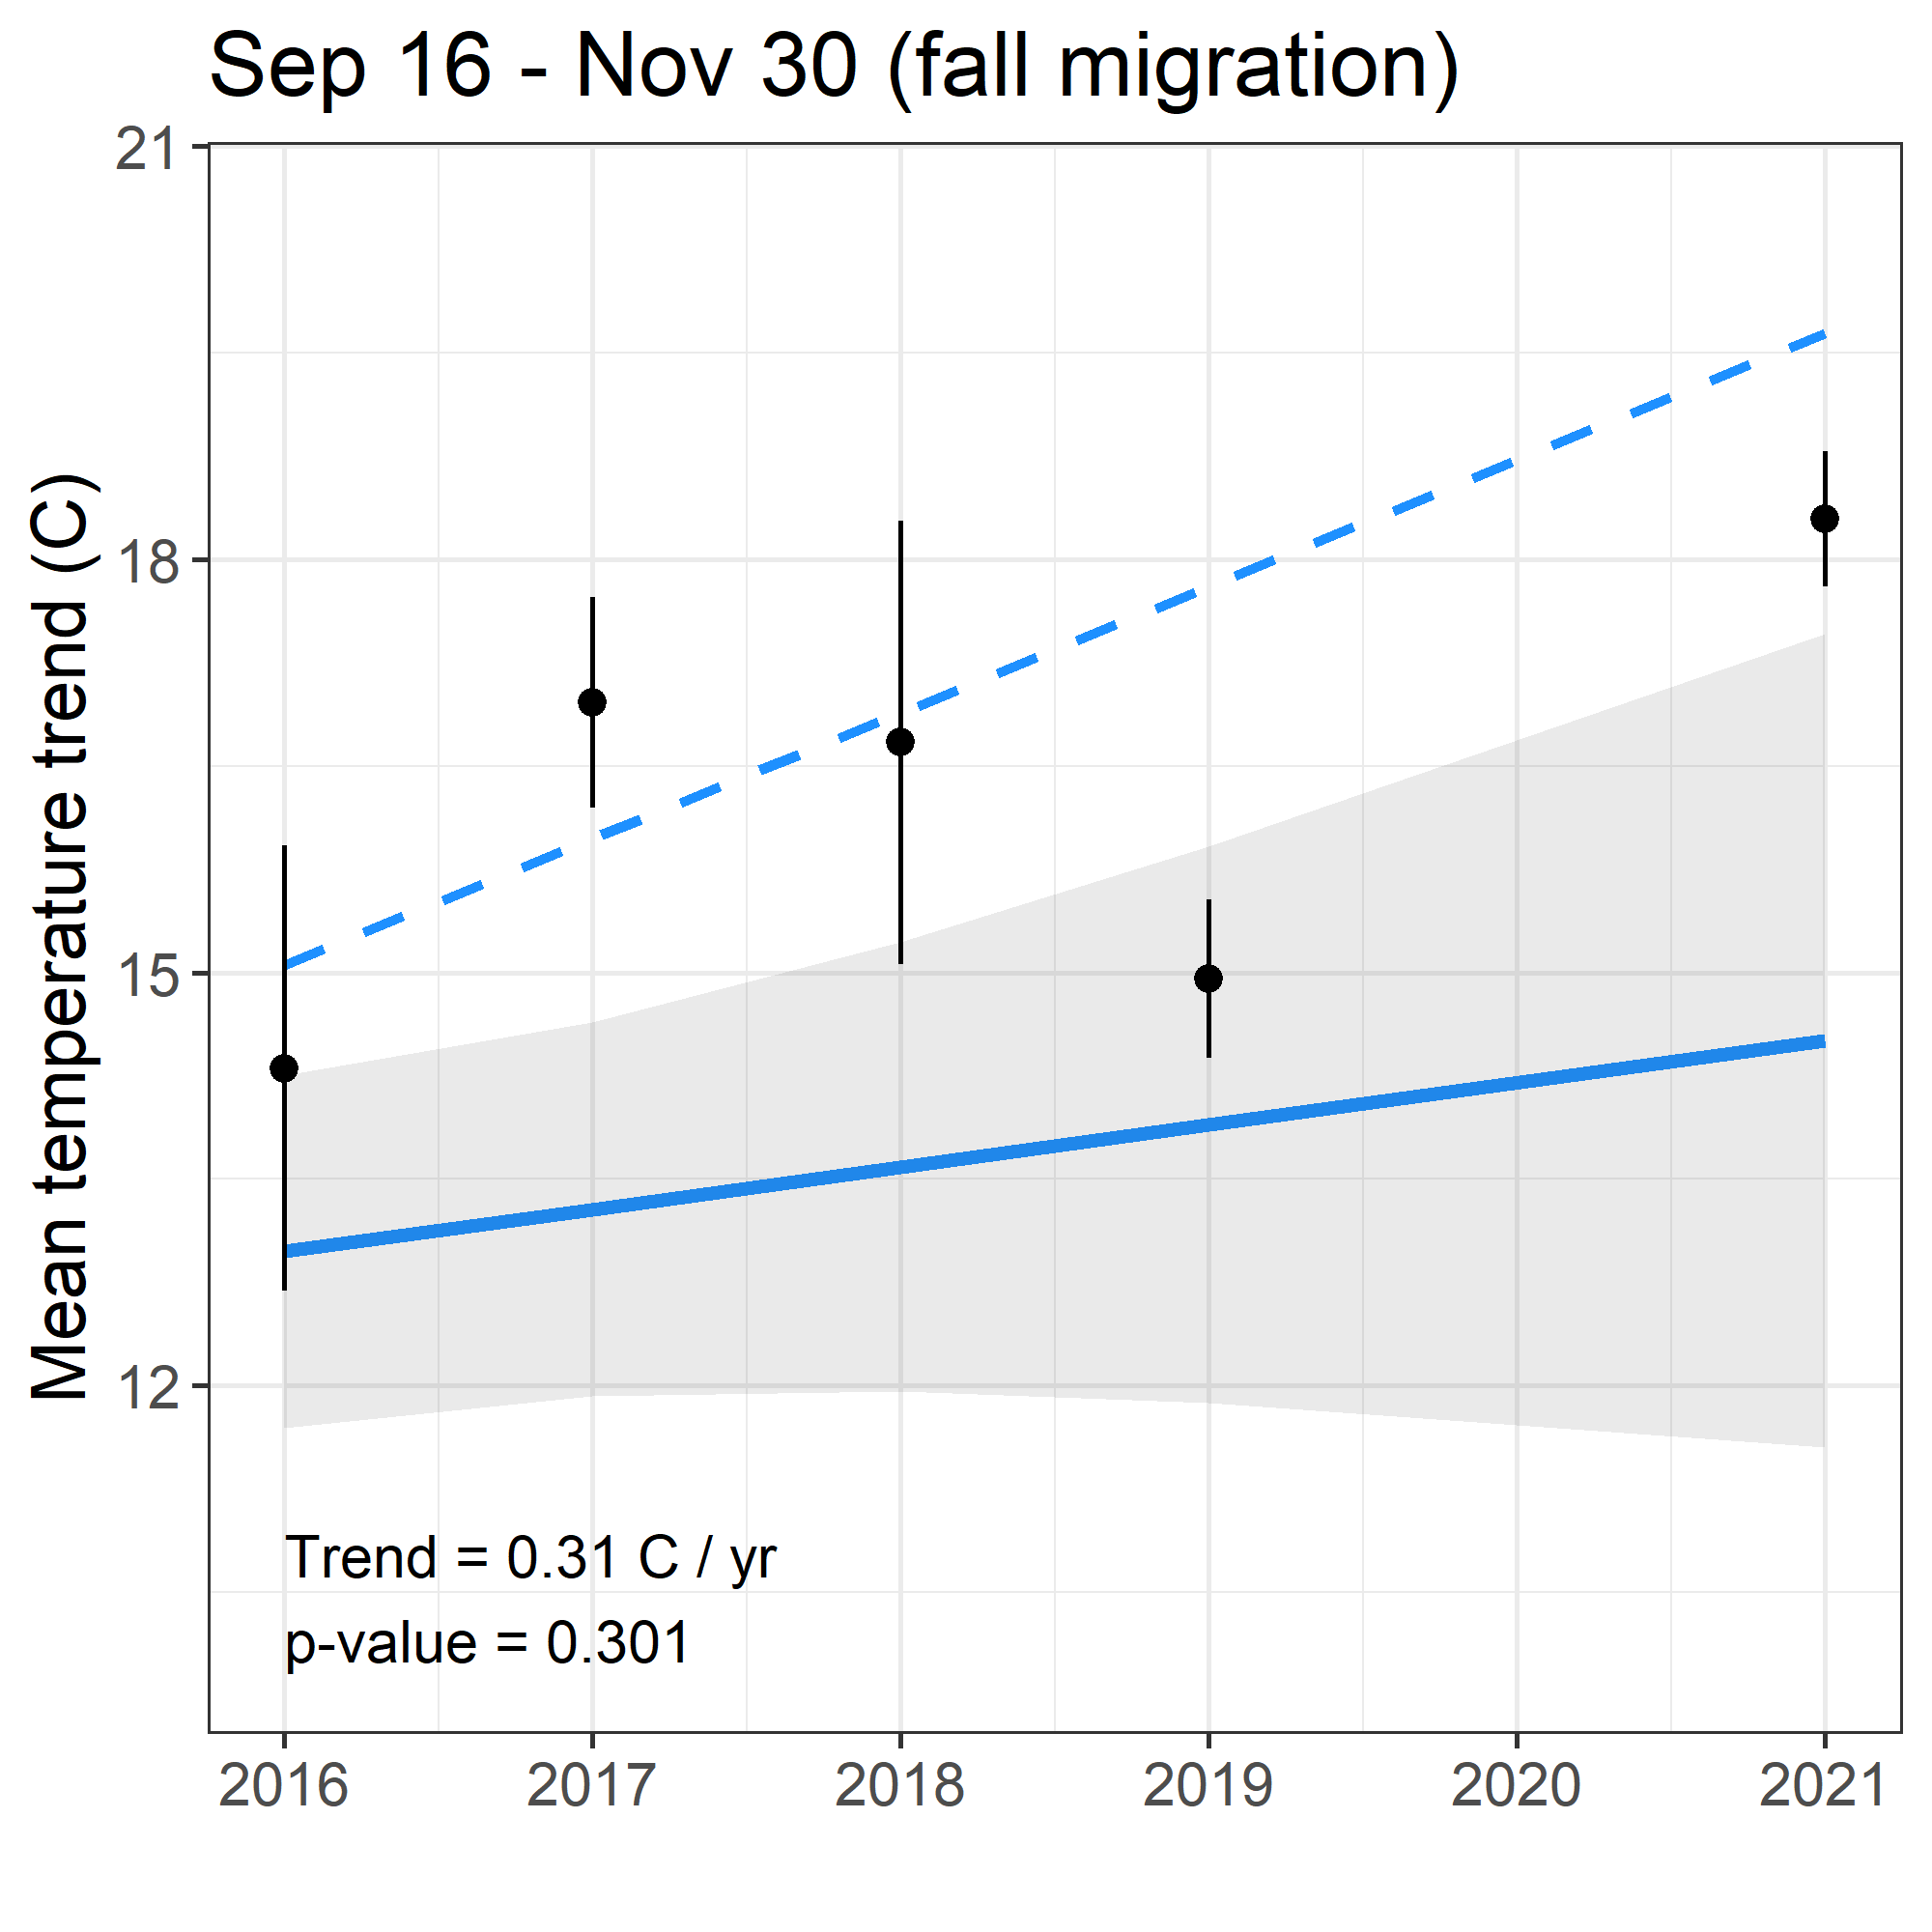 Sep 16 - Nov 30 (fall migration)
Mean temperature trend (C)
21
18
15
12
Trend = 0.31 C / yr
p-value = 0.301
2016 2017 2018 2019 2020 2021